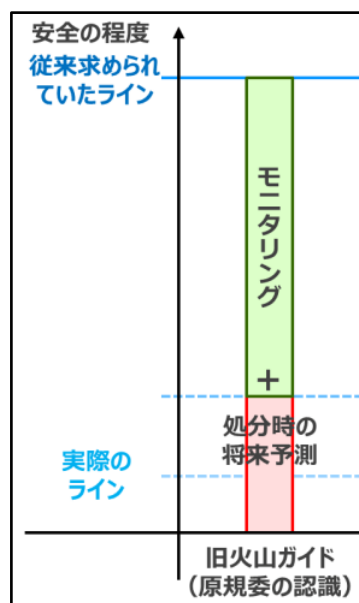 安全の程度
従来求められ
ていたライン
モニタリング
＋
処分時の
将来予測
実際の
ライン
旧火山ガイド
（原規委の認識）